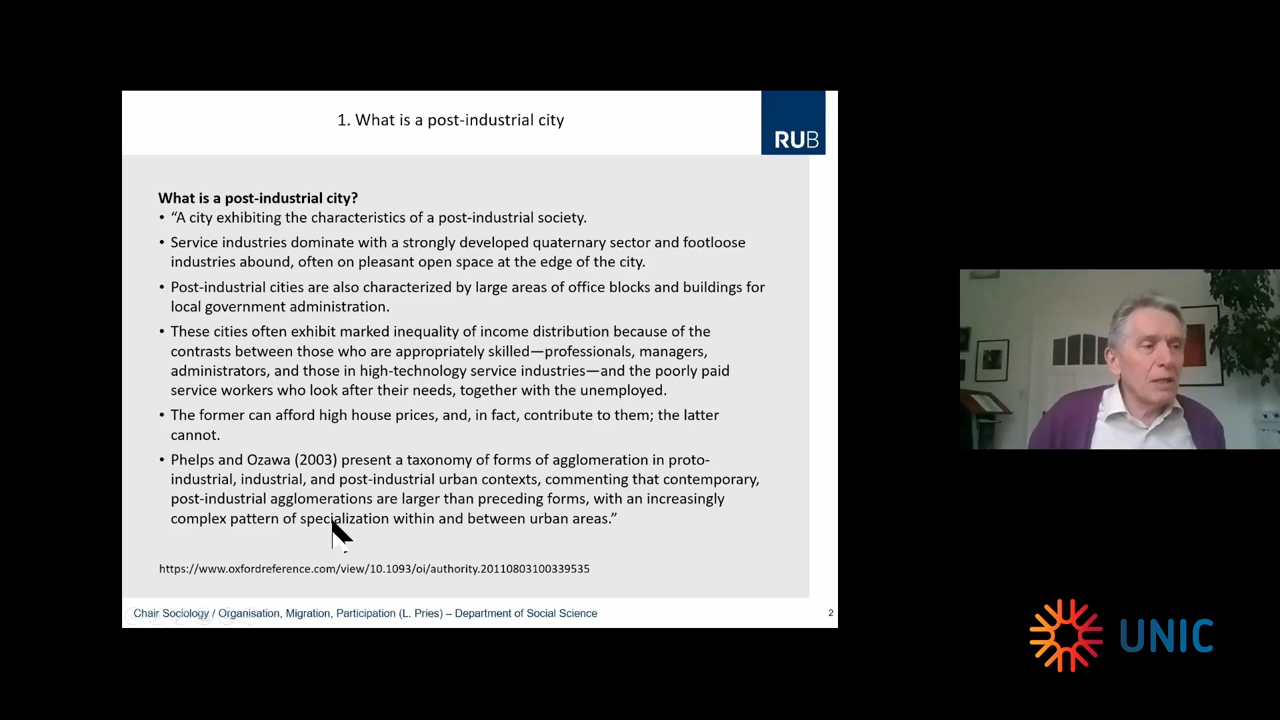 1. What is a post-industrial city
RUB
What is a post-industrial city?
• “A city exhibiting the characteristics of a post-industrial society.
• Service industries dominate with a strongly developed quaternary sector and footloose
industries abound, often on pleasant open space at the edge of the city.
• Post-industrial cities are also characterized by large areas of office blocks and buildings for
local government administration.
• These cities often exhibit marked inequality of income distribution because of the
contrasts between those who are appropriately skilled—professionals, managers,
administrators, and those in high-technology service industries—and the poorly paid
service workers who look after their needs, together with the unemployed.
• The former can afford high house prices, and, in fact, contribute to them; the latter
cannot.
• Phelps and Ozawa (2003) present a taxonomy of forms of agglomeration in proto-
industrial, industrial, and post-industrial urban contexts, commenting that contemporary,
post-industrial agglomerations are larger than preceding forms, with an increasingly
complex pattern of specialization within and between urban areas.”
https://www.oxfordreference.com/view/10.1093/oi/authority.20110803100339535
Chair Sociology / Organisation, Migration, Participation (L. Pries) – Department of Social Science
2
UNIC